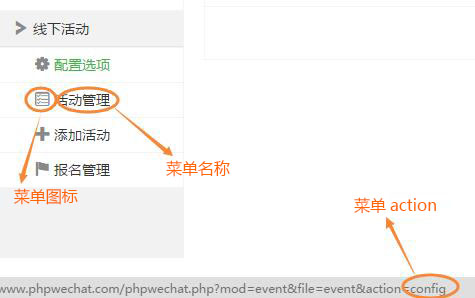 线下活动
配置选项
活动管理
添加活动
报名管理
菜单名称
菜单图标
菜单 action
www.phpwechat.com/phpwechat.php?mod=event&file=event&action=config